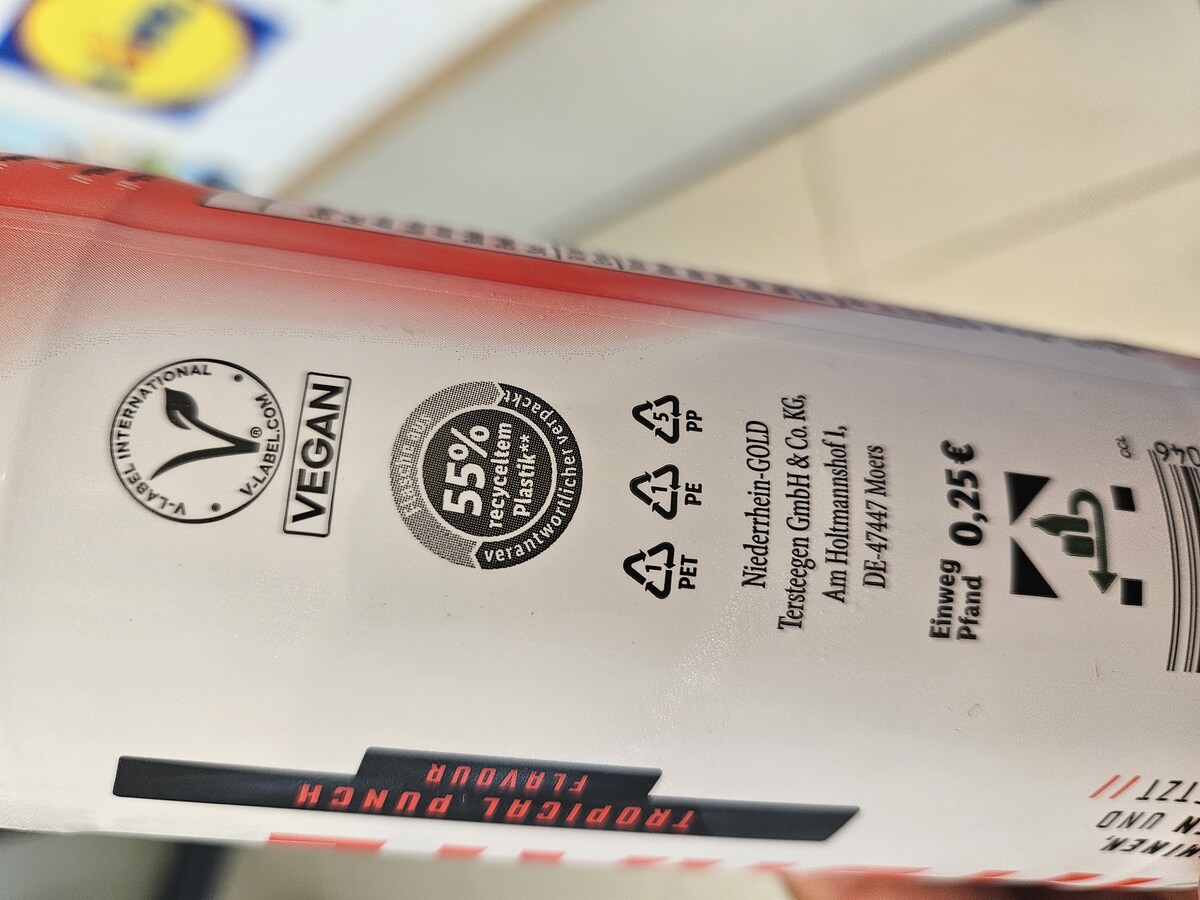 V-LABEL INTERNATIONAL
V-LABEL.COM
®
VEGAN
TROPICAL PUNCH
FLAVOUR
Flasche aus
55%
recyceltem
Plastik**
verantwortlicher verpackt
1 1 5
PET PE PP
Niederrhein-GOLD
Tersteegen GmbH & Co. KG,
Am Holtmannshof 1,
DE-47447 Moers
Einweg
Pfand 0,25 €
CCL
UND
//